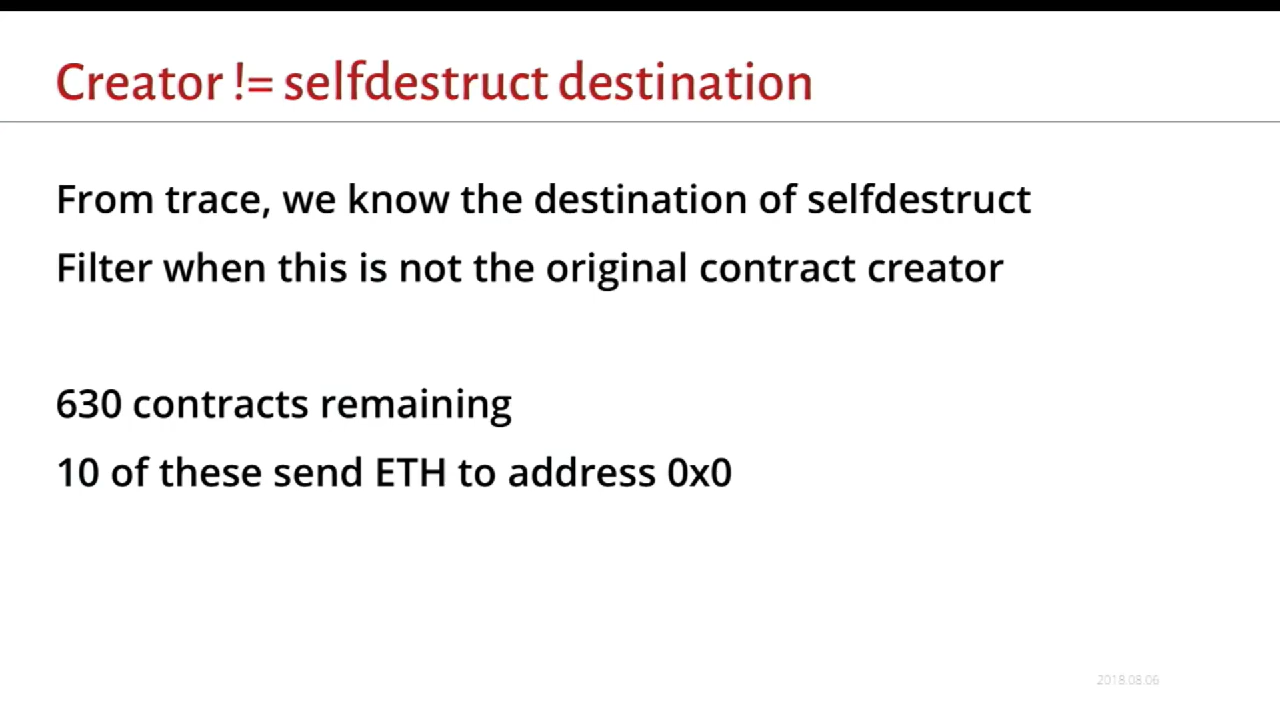 Creator != selfdestruct destination
From trace, we know the destination of selfdestruct
Filter when this is not the original contract creator
630 contracts remaining
10 of these send ETH to address 0x0
2018.08.06